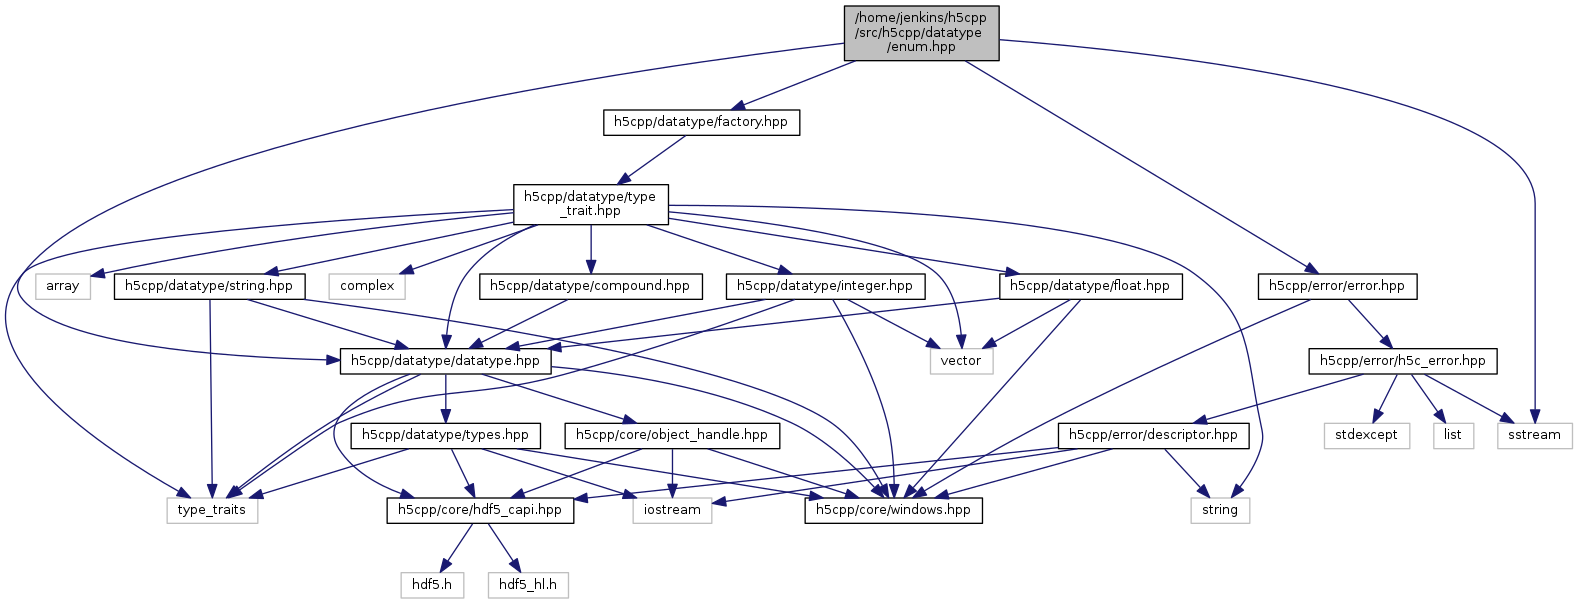 /home/jenkins/h5cpp
/src/h5cpp/datatype
/enum.hpp
h5cpp/datatype/factory.hpp
h5cpp/datatype/type
_trait.hpp
array
h5cpp/datatype/string.hpp
complex
h5cpp/datatype/compound.hpp
h5cpp/datatype/integer.hpp
h5cpp/datatype/float.hpp
h5cpp/error/error.hpp
h5cpp/datatype/datatype.hpp
vector
h5cpp/error/h5c_error.hpp
h5cpp/datatype/types.hpp
h5cpp/core/object_handle.hpp
h5cpp/error/descriptor.hpp
stdexcept
list
sstream
type_traits
h5cpp/core/hdf5_capi.hpp
iostream
h5cpp/core/windows.hpp
string
hdf5.h
hdf5_hl.h